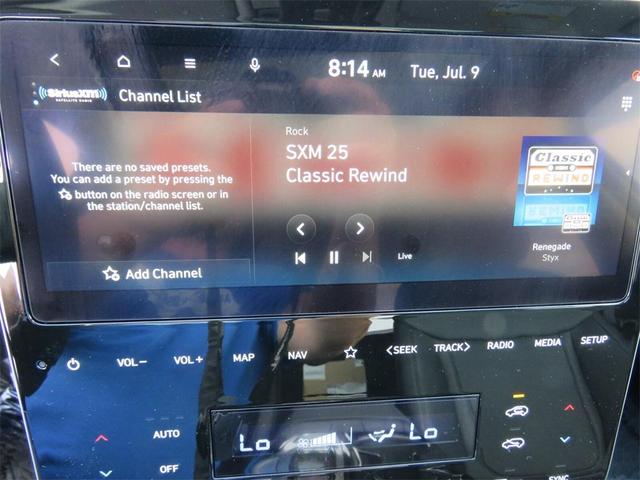 8:14 AM
Tue, Jul. 9
SiriusXM
SATELLITE RADIO
Channel List
There are no saved presets.
You can add a preset by pressing the
button on the radio screen or in
the station/channel list.
Add Channel
Rock
SXM 25
Classic Rewind
Live
Classic
REWIND
Renegade
Styx
VOL−
VOL+
MAP
NAV
<SEEK
TRACK>
RADIO
MEDIA
SETUP
AUTO
OFF
Lo
Lo
SYNC